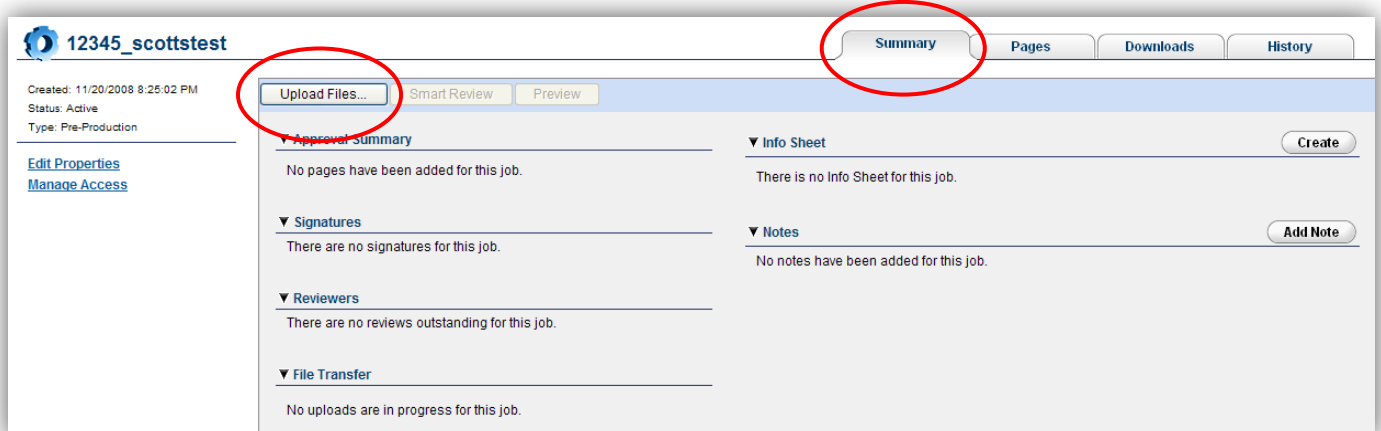 12345_scottstest
Summary
Pages
Downloads
History
Created: 11/20/2008 8:25:02 PM
Status: Active
Type: Pre-Production
Edit Properties
Manage Access
Upload Files...
Smart Review
Preview
Approval Summary
No pages have been added for this job.
Signatures
There are no signatures for this job.
Reviewers
There are no reviews outstanding for this job.
File Transfer
No uploads are in progress for this job.
Info Sheet
Create
There is no Info Sheet for this job.
Notes
Add Note
No notes have been added for this job.